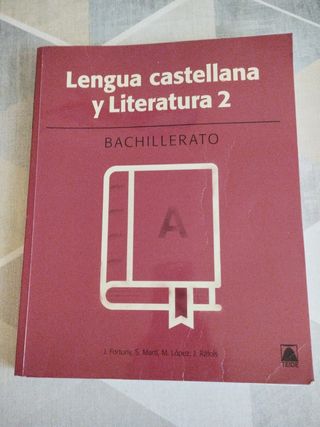 Lengua castellana
y Literatura 2
BACHILLERATO
A
J. Fortuny, S. Martí, M. López, J. Ràfols
TEIDE